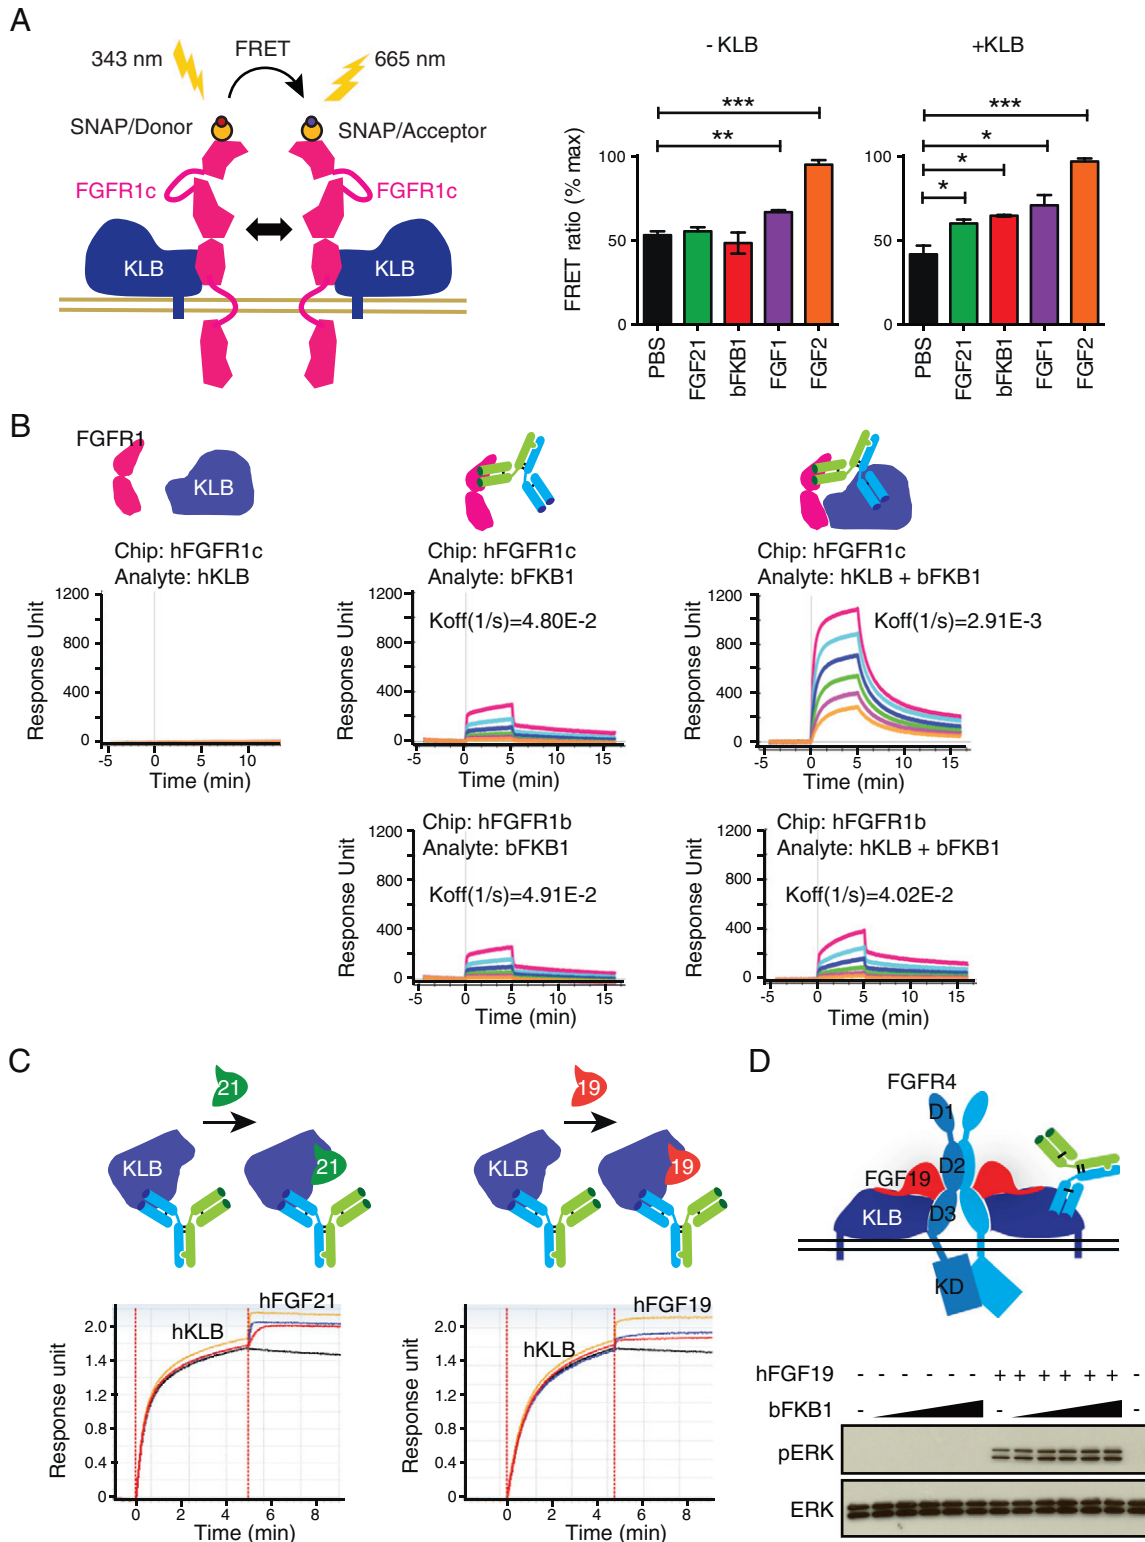 A
343 nm
FRET
665 nm
SNAP/Donor
SNAP/Acceptor
FGFR1c
FGFR1c
KLB
KLB
- KLB
+KLB
FRET ratio (% max)
100
50
0
***
**
PBS
FGF21
bFKB1
FGF1
FGF2
100
50
0
***
*
*
*
PBS
FGF21
bFKB1
FGF1
FGF2
B
FGFR1
KLB
Chip: hFGFR1c
Analyte: hKLB
Response Unit
1200
800
400
0
-5 0 5 10
Time (min)
Chip: hFGFR1c
Analyte: bFKB1
Koff(1/s)=4.80E-2
Response Unit
1200
800
400
0
-5 0 5 10 15
Time (min)
Chip: hFGFR1c
Analyte: hKLB + bFKB1
Koff(1/s)=2.91E-3
Response Unit
1200
800
400
0
-5 0 5 10 15
Time (min)
Chip: hFGFR1b
Analyte: bFKB1
Koff(1/s)=4.91E-2
Response Unit
1200
800
400
0
-5 0 5 10 15
Time (min)
Chip: hFGFR1b
Analyte: hKLB + bFKB1
Koff(1/s)=4.02E-2
Response Unit
1200
800
400
0
-5 0 5 10 15
Time (min)
C
21
KLB
21
19
KLB
19
hFGF21
hKLB
Response unit
2.0
1.4
1.2
0.8
0.4
0
0 2 4 6 8
Time (min)
hFGF19
hKLB
Response unit
2.0
1.4
1.2
0.8
0.4
0
0 2 4 6 8
Time (min)
D
FGFR4
D1
D2
FGF19
KLB
D3
KD
hFGF19 - - - - - - + + + + + + -
bFKB1 - - -
pERK
ERK